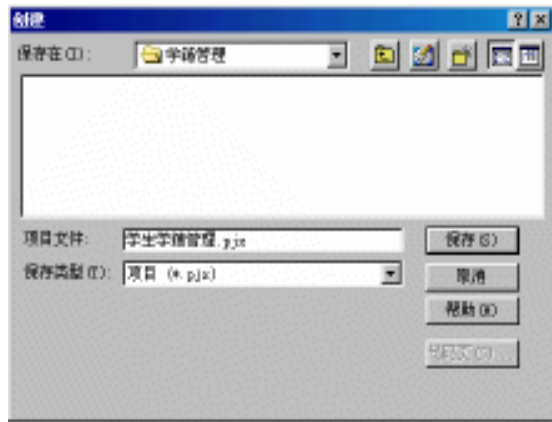 创建
保存在(I): 学籍管理
项目文件: 学生学籍管理.pjx 保存(S)
保存类型(T): 项目 (*.pjx) 取消
帮助(H)